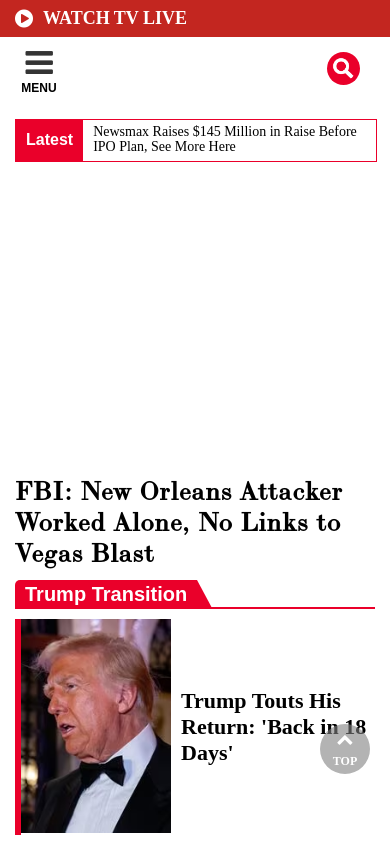 WATCH TV LIVE
MENU
Latest
Newsmax Raises $145 Million in Raise Before
IPO Plan, See More Here
FBI: New Orleans Attacker
Worked Alone, No Links to
Vegas Blast
Trump Transition
Trump Touts His
Return: 'Back in 18
Days'
TOP